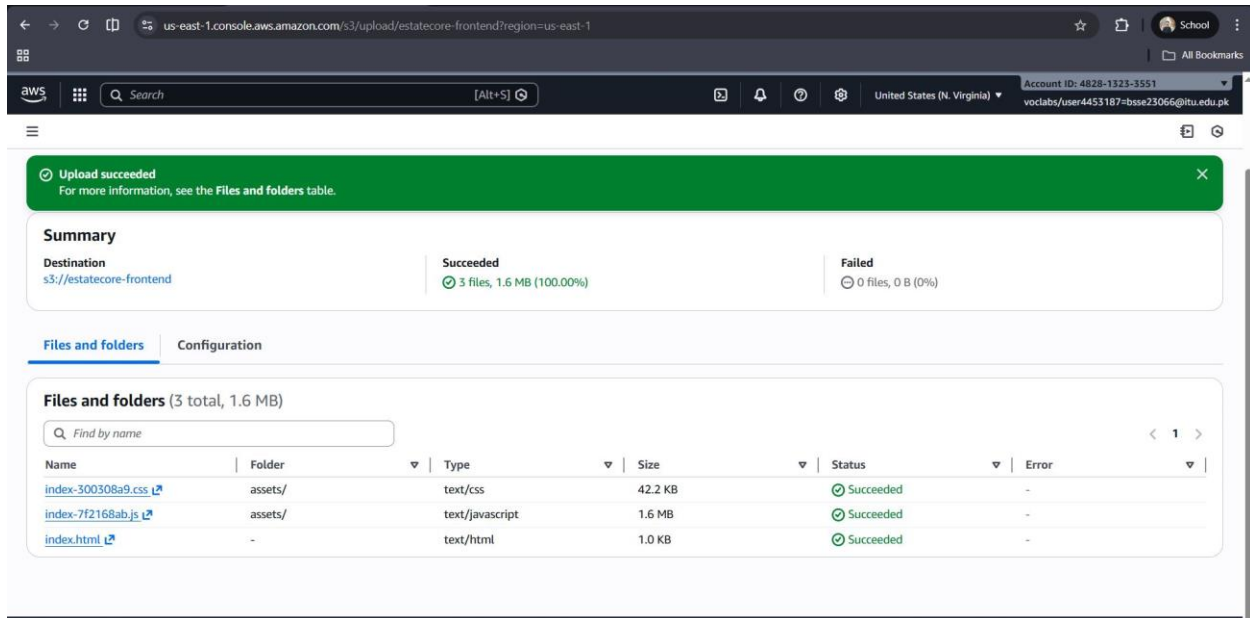 us-east-1.console.aws.amazon.com/s3/upload/estatecore-frontend?region=us-east-1
School
All Bookmarks
aws
Search [Alt+S]
United States (N. Virginia)
Account ID: 4828-1323-3551
voclabs/user4453187=bsse23066@itu.edu.pk
Upload succeeded
For more information, see the Files and folders table.
Summary
Destination Succeeded Failed
s3://estatecore-frontend 3 files, 1.6 MB (100.00%) 0 files, 0 B (0%)
Files and folders Configuration
Files and folders (3 total, 1.6 MB)
Find by name
1
Name Folder Type Size Status Error
index-300308a9.css assets/ text/css 42.2 KB Succeeded -
index-7f2168ab.js assets/ text/javascript 1.6 MB Succeeded -
index.html - text/html 1.0 KB Succeeded -